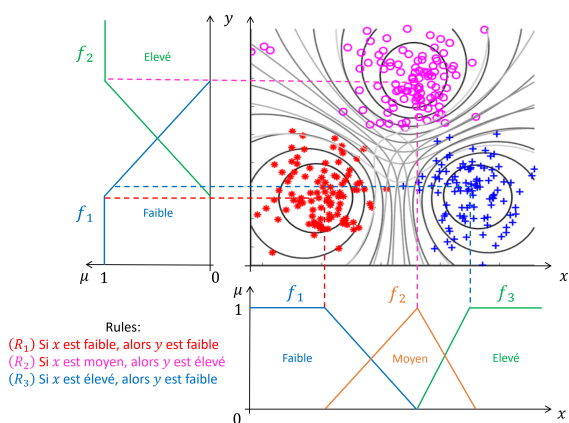 y
f₂
Elevé
f₁
Faible
μ
1
0
x
μ
f₁
f₂
f₃
1
Faible
Moyen
Elevé
0
x
Rules:
(R₁) Si x est faible, alors y est faible
(R₂) Si x est moyen, alors y est élevé
(R₃) Si x est élevé, alors y est faible